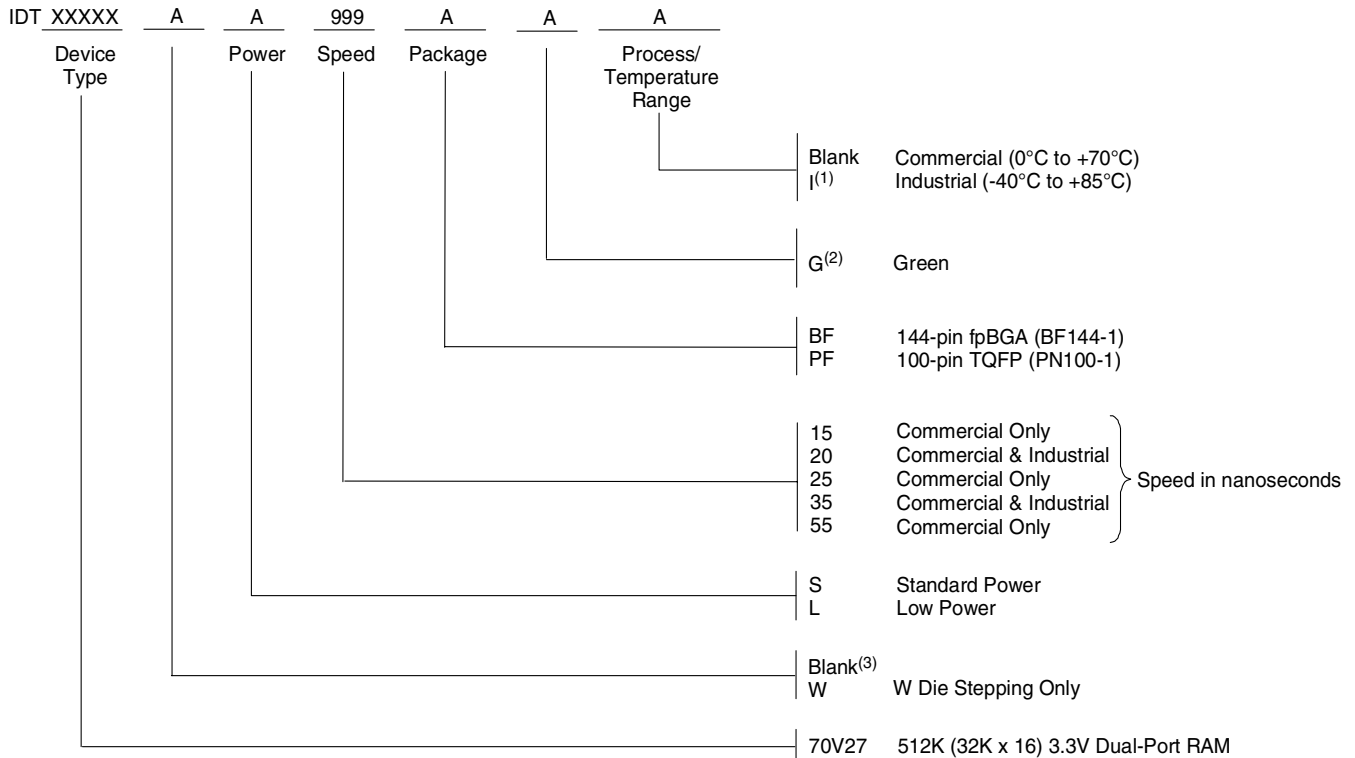 IDT XXXXX A A 999 A A A
Device Type
Power
Speed
Package
Process/ Temperature Range
Blank Commercial (0°C to +70°C)
I(1) Industrial (-40°C to +85°C)
G(2) Green
BF 144-pin fpBGA (BF144-1)
PF 100-pin TQFP (PN100-1)
15 Commercial Only
20 Commercial & Industrial
25 Commercial Only
35 Commercial & Industrial
55 Commercial Only
Speed in nanoseconds
S Standard Power
L Low Power
Blank(3)
W W Die Stepping Only
70V27 512K (32K x 16) 3.3V Dual-Port RAM